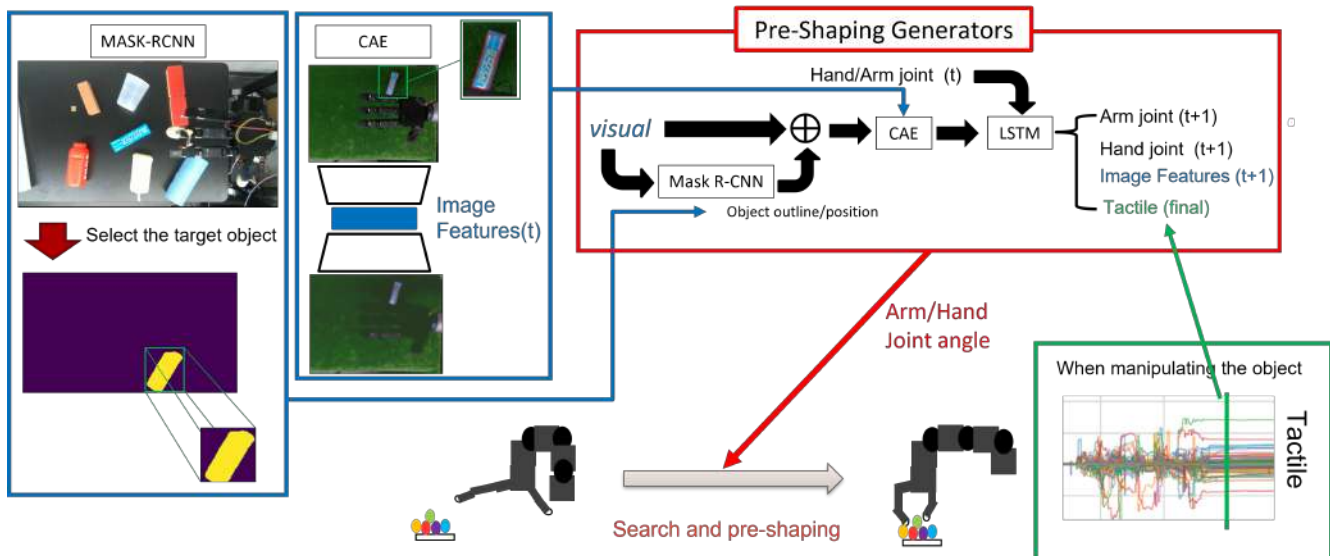 MASK-RCNN
Select the target object
CAE
Image
Features(t)
Pre-Shaping Generators
Hand/Arm joint (t)
visual
Mask R-CNN
Object outline/position
CAE
LSTM
Arm joint (t+1)
Hand joint (t+1)
Image Features (t+1)
Tactile (final)
Arm/Hand
Joint angle
Search and pre-shaping
When manipulating the object
Tactile